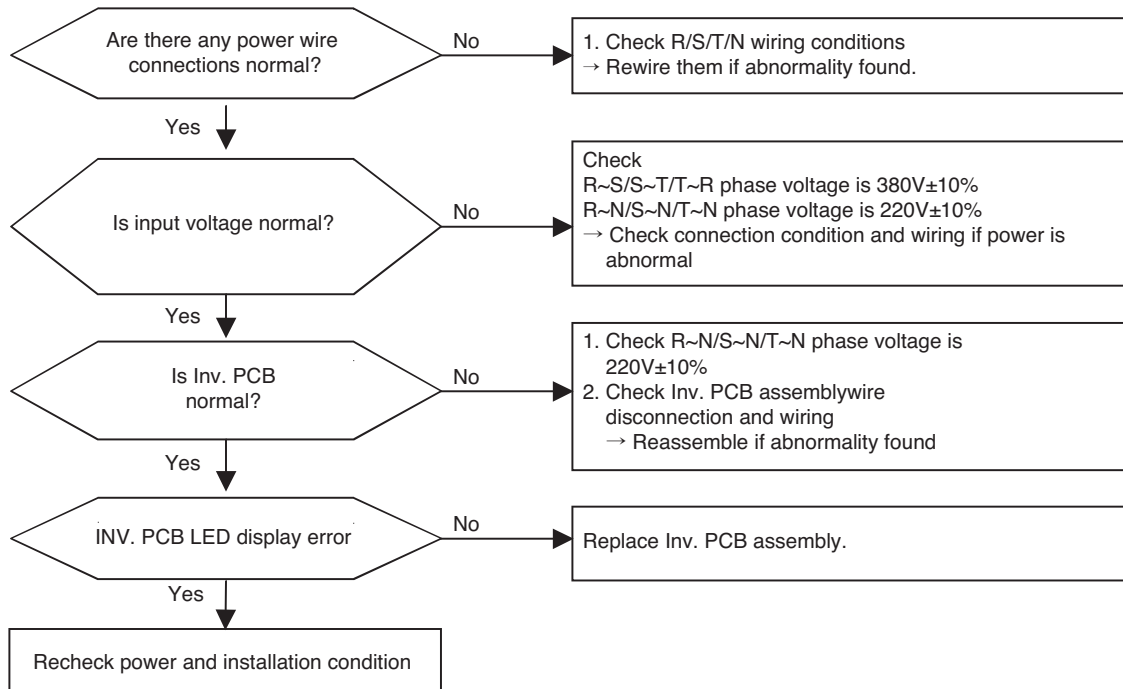 Are there any power wire
connections normal?
No
1. Check R/S/T/N wiring conditions
→ Rewire them if abnormality found.
Yes
Is input voltage normal?
No
Check
R~S/S~T/T~R phase voltage is 380V±10%
R~N/S~N/T~N phase voltage is 220V±10%
→ Check connection condition and wiring if power is
abnormal
Yes
Is Inv. PCB
normal?
No
1. Check R~N/S~N/T~N phase voltage is
220V±10%
2. Check Inv. PCB assemblywire
disconnection and wiring
→ Reassemble if abnormality found
Yes
INV. PCB LED display error
No
Replace Inv. PCB assembly.
Yes
Recheck power and installation condition